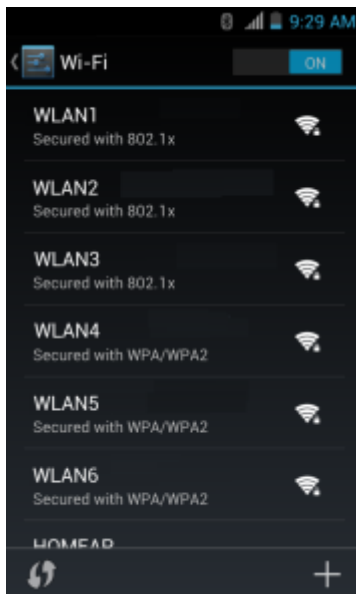 9:29 AM
Wi-Fi
ON
WLAN1
Secured with 802.1x
WLAN2
Secured with 802.1x
WLAN3
Secured with 802.1x
WLAN4
Secured with WPA/WPA2
WLAN5
Secured with WPA/WPA2
WLAN6
Secured with WPA/WPA2
HOMEAP